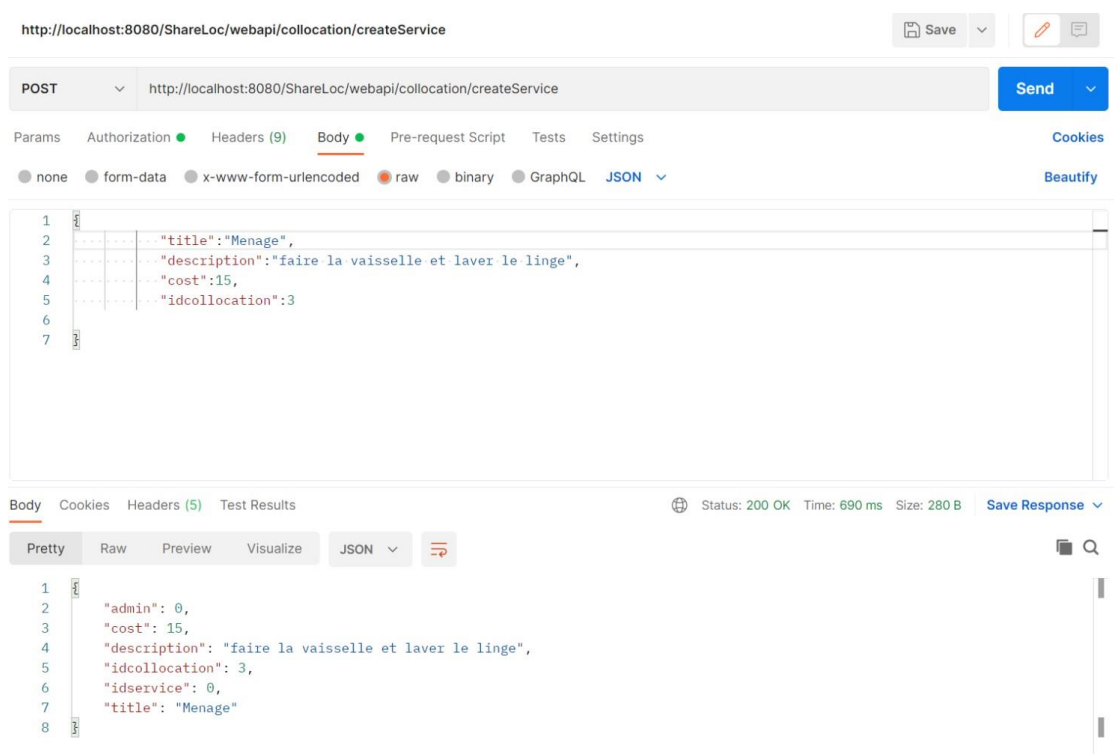 http://localhost:8080/ShareLoc/webapi/collocation/createService
Save
POST
http://localhost:8080/ShareLoc/webapi/collocation/createService
Send
Params Authorization Headers (9) Body Pre-request Script Tests Settings Cookies
none form-data x-www-form-urlencoded raw binary GraphQL JSON Beautify
1 {
2 "title":"Menage",
3 "description":"faire la vaisselle et laver le linge",
4 "cost":15,
5 "idcollocation":3
6
7 }
Body Cookies Headers (5) Test Results Status: 200 OK Time: 690 ms Size: 280 B Save Response
Pretty Raw Preview Visualize JSON
1 {
2 "admin": 0,
3 "cost": 15,
4 "description": "faire la vaisselle et laver le linge",
5 "idcollocation": 3,
6 "idservice": 0,
7 "title": "Menage"
8 }